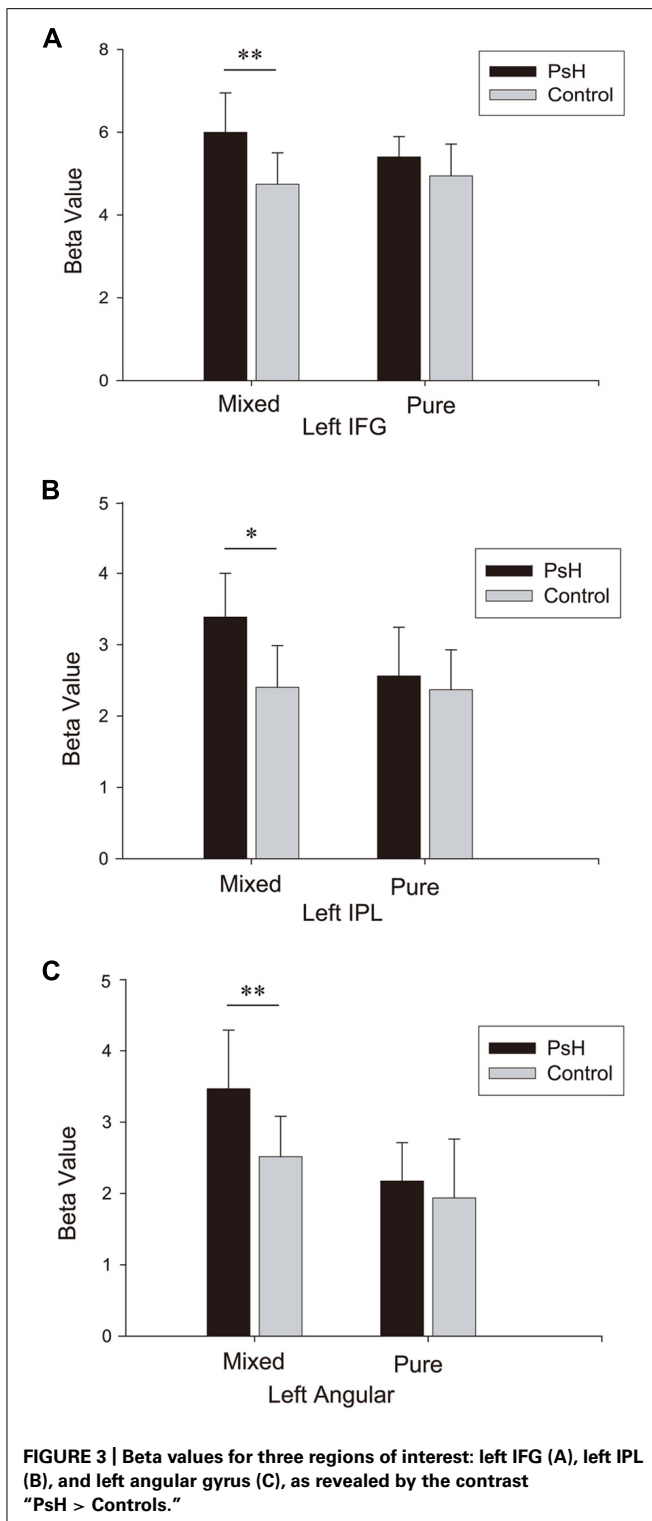 A
8
6
4
2
0
Beta Value
**
PsH
Control
Mixed
Pure
Left IFG
B
5
4
3
2
1
0
Beta Value
*
PsH
Control
Mixed
Pure
Left IPL
C
5
4
3
2
1
0
Beta Value
**
PsH
Control
Mixed
Pure
Left Angular
FIGURE 3 | Beta values for three regions of interest: left IFG (A), left IPL
(B), and left angular gyrus (C), as revealed by the contrast
“PsH > Controls.”